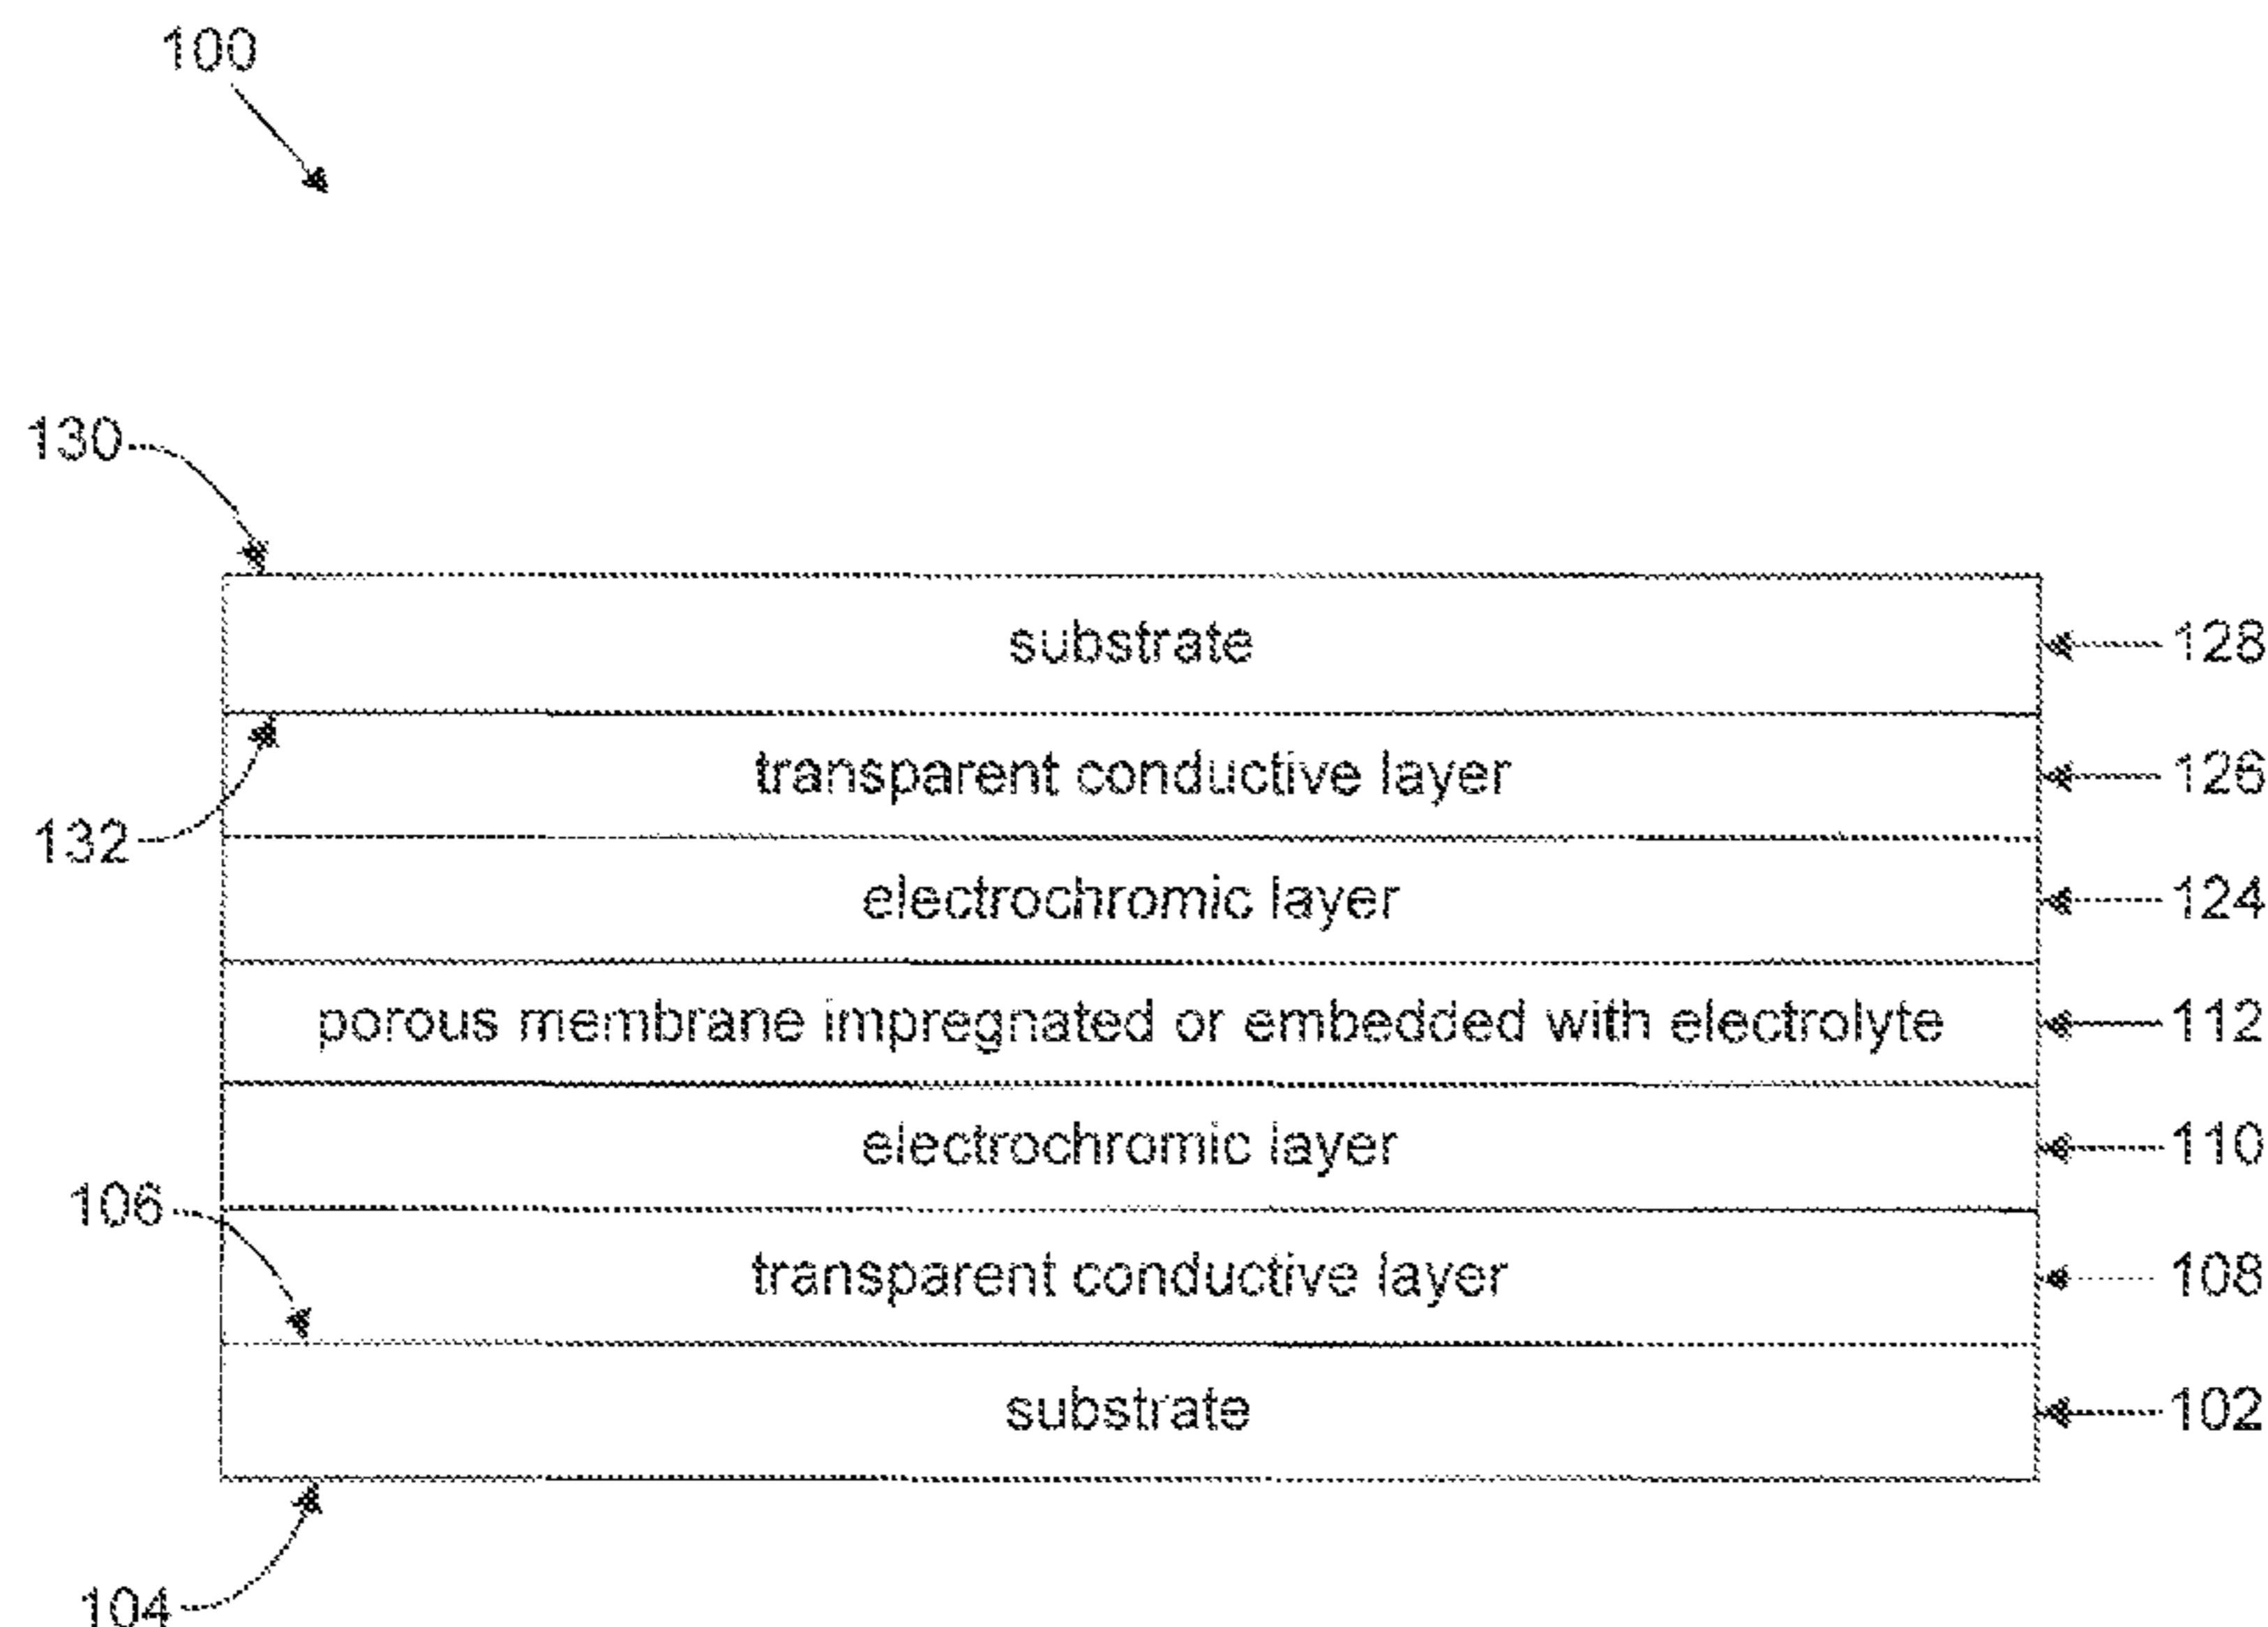 100
130
substrate
128
transparent conductive layer
126
132
electrochromic layer
124
porous membrane impregnated or embedded with electrolyte
112
electrochromic layer
110
106
transparent conductive layer
108
substrate
102
104